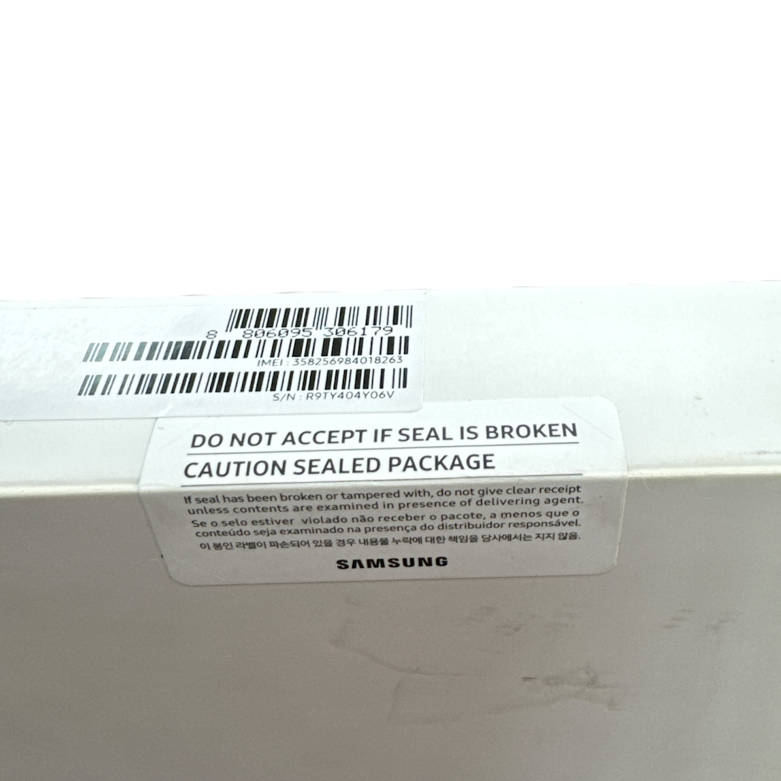 8 806095 306179
IMEI : 358256984018263
S/N : R9TY404Y06V
DO NOT ACCEPT IF SEAL IS BROKEN
CAUTION SEALED PACKAGE
If seal has been broken or tampered with, do not give clear receipt
unless contents are examined in presence of delivering agent.
Se o selo estiver violado não receber o pacote, a menos que o
conteúdo seja examinado na presença do distribuidor responsável.
이 봉인 라벨이 파손되어 있을 경우 내용물 누락에 대한 책임을 당사에서는 지지 않음.
SAMSUNG